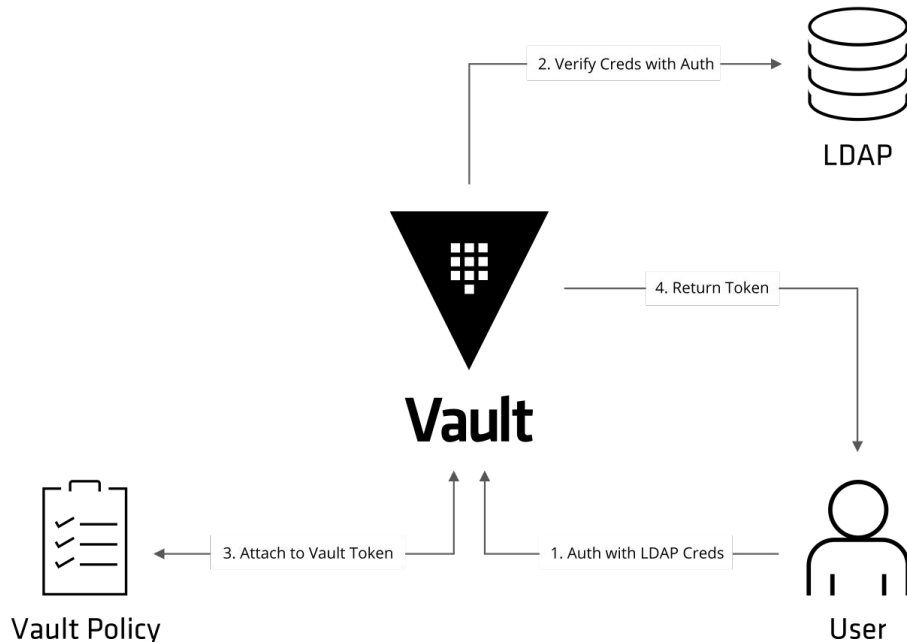 2. Verify Creds with Auth
LDAP
4. Return Token
Vault
3. Attach to Vault Token
1. Auth with LDAP Creds
Vault Policy
User